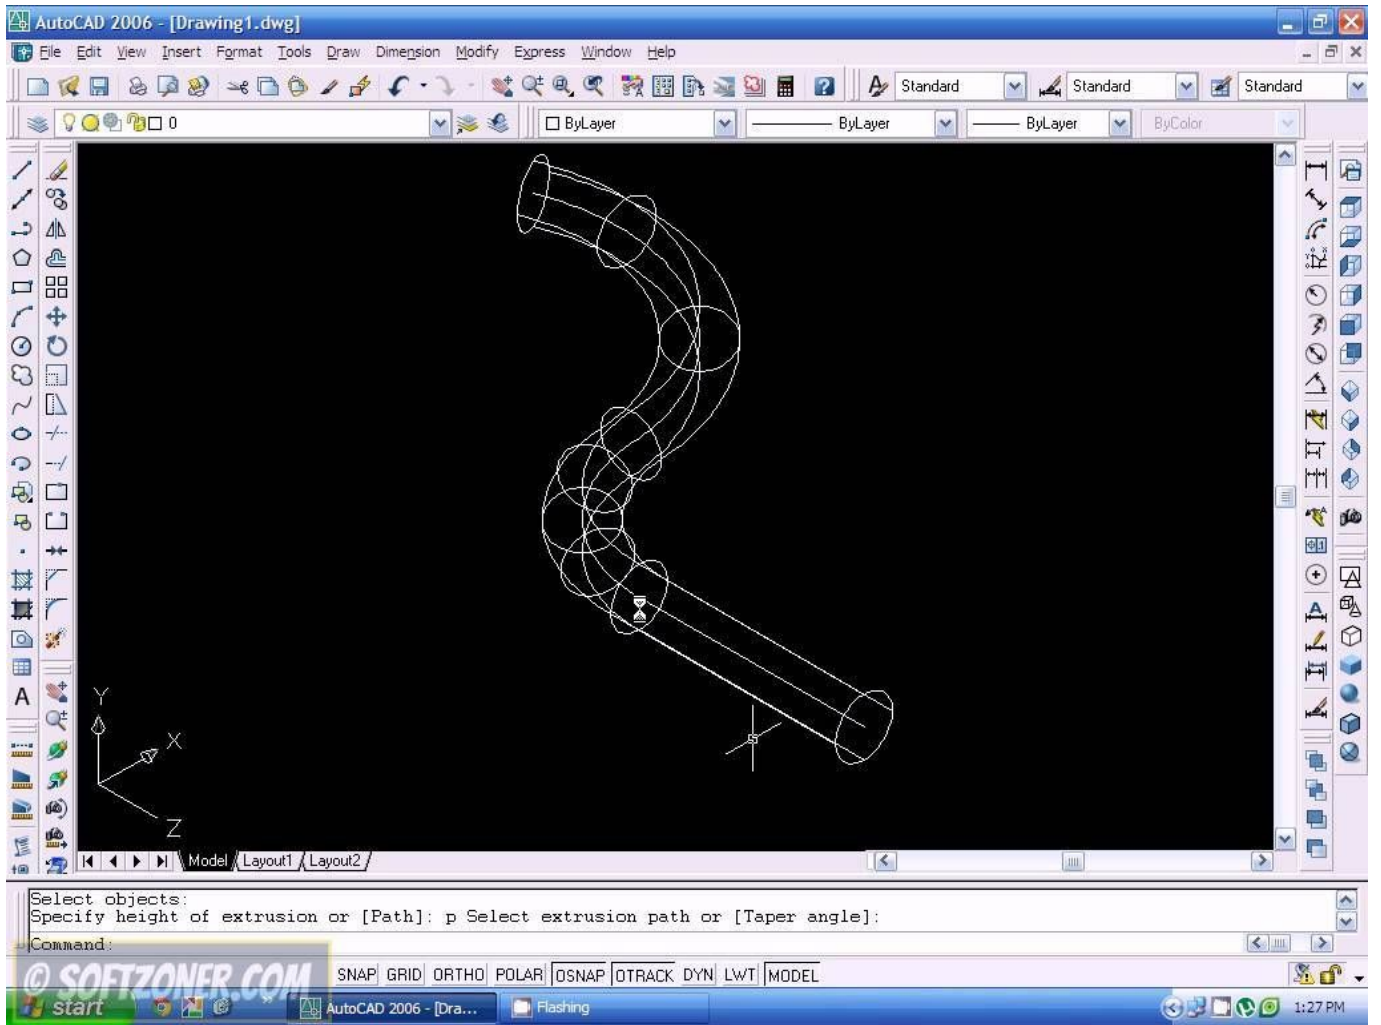 AutoCAD 2006 - [Drawing1.dwg]
File Edit View Insert Format Tools Draw Dimension Modify Express Window Help
Standard Standard Standard
0 ByLayer ByLayer ByLayer ByColor
A
Y
X
Z
Model Layout1 Layout2
Select objects:
Specify height of extrusion or [Path]: p Select extrusion path or [Taper angle]:
Command:
SNAP GRID ORTHO POLAR OSNAP OTRACK DYN LWT MODEL
© SOFTZONER.COM
start AutoCAD 2006 - [Dra... Flashing 1:27 PM